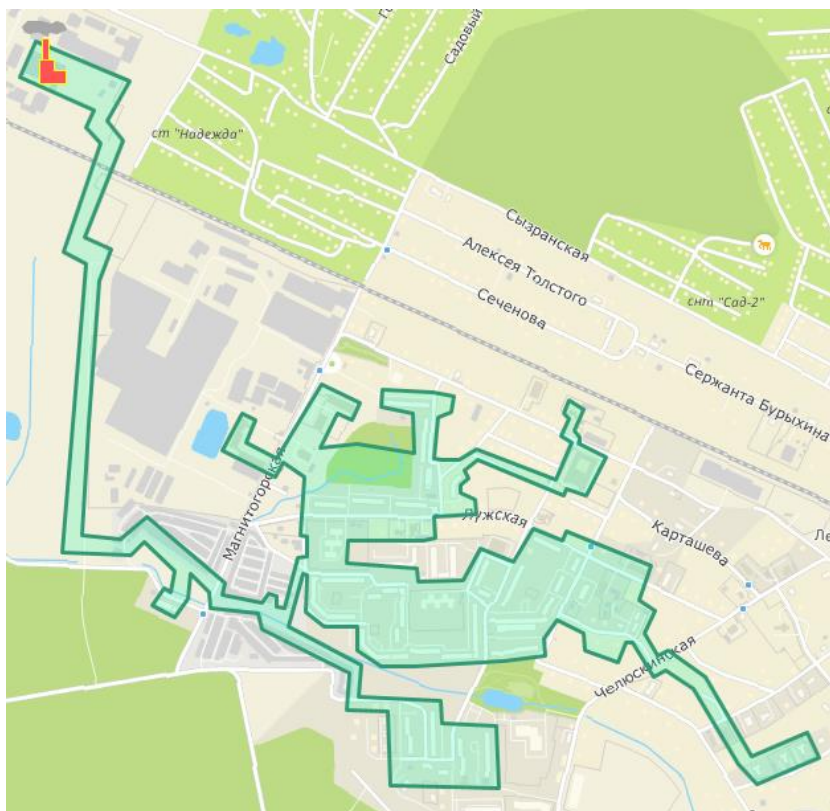 Садовый
ст "Надежда"
Сызранская
Алексея Толстого
снт "Сад-2"
Сеченова
Сержанта Бурыхина
Магнитогорская
Лужская
Карташева
Челюскинская